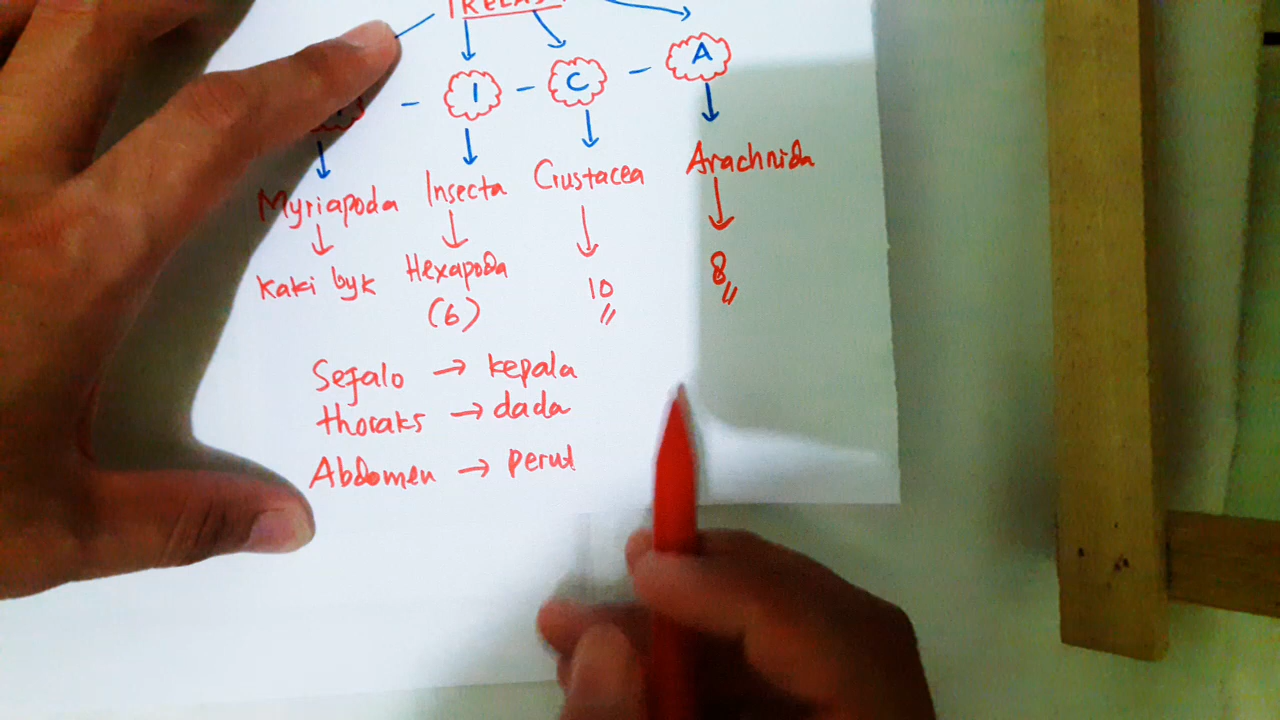 I C A
Myriapoda Insecta Crustacea Arachnida
kaki byk Hexapoda 10 8
(6)
Sefalo → kepala
thoraks → dada
Abdomen → perut